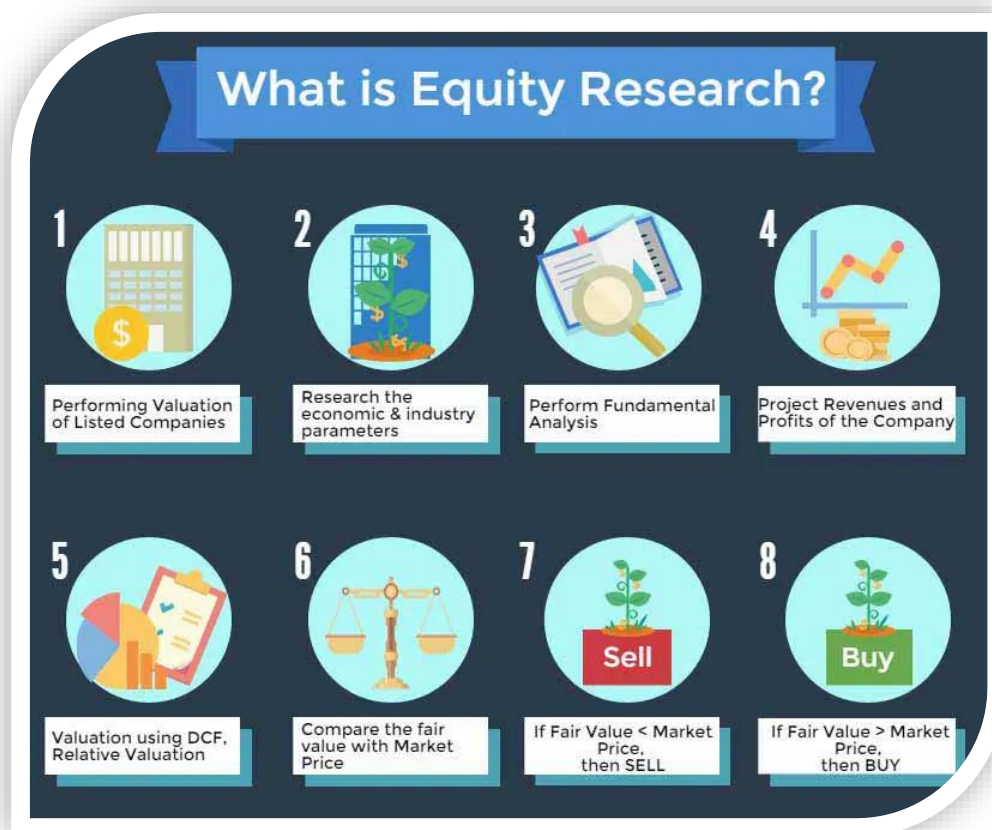 What is Equity Research?
1
Performing Valuation
of Listed Companies
2
Research the
economic & industry
parameters
3
Perform Fundamental
Analysis
4
Project Revenues and
Profits of the Company
5
Valuation using DCF,
Relative Valuation
6
Compare the fair
value with Market
Price
7
Sell
If Fair Value < Market
Price,
then SELL
8
Buy
If Fair Value > Market
Price,
then BUY